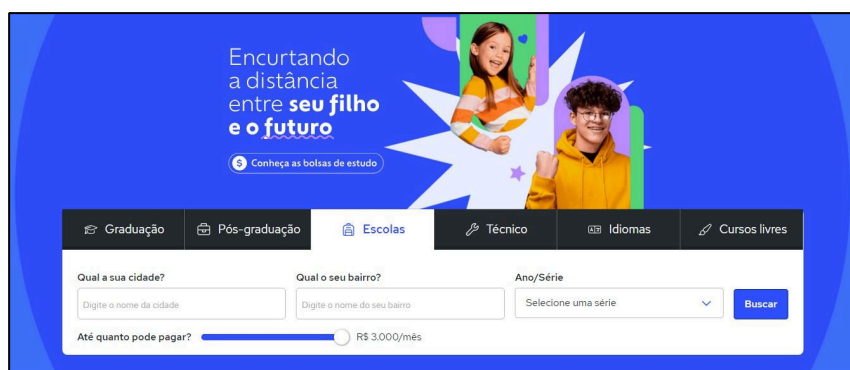 Encurtando
a distância
entre seu filho
e o futuro
$ Conheça as bolsas de estudo
Graduação Pós-graduação Escolas Técnico Idiomas Cursos livres
Qual a sua cidade? Qual o seu bairro? Ano/Série
Digite o nome da cidade Digite o nome do seu bairro Selecione uma série Buscar
Até quanto pode pagar? R$ 3.000/mês